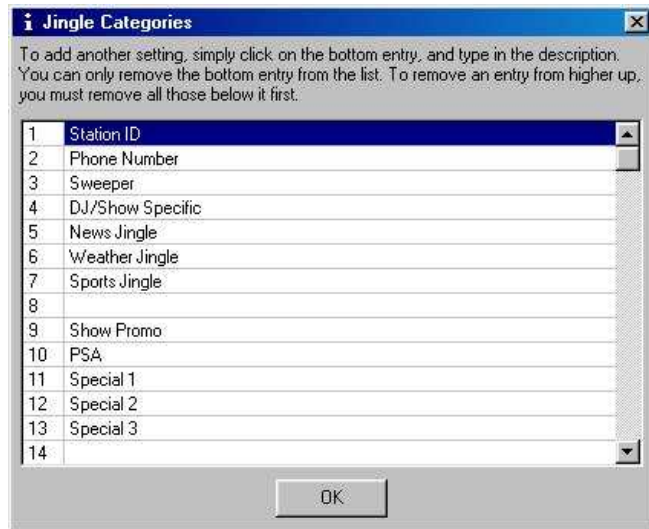 i Jingle Categories
To add another setting, simply click on the bottom entry, and type in the description.
You can only remove the bottom entry from the list. To remove an entry from higher up,
you must remove all those below it first.
1 Station ID
2 Phone Number
3 Sweeper
4 DJ/Show Specific
5 News Jingle
6 Weather Jingle
7 Sports Jingle
8
9 Show Promo
10 PSA
11 Special 1
12 Special 2
13 Special 3
14
OK